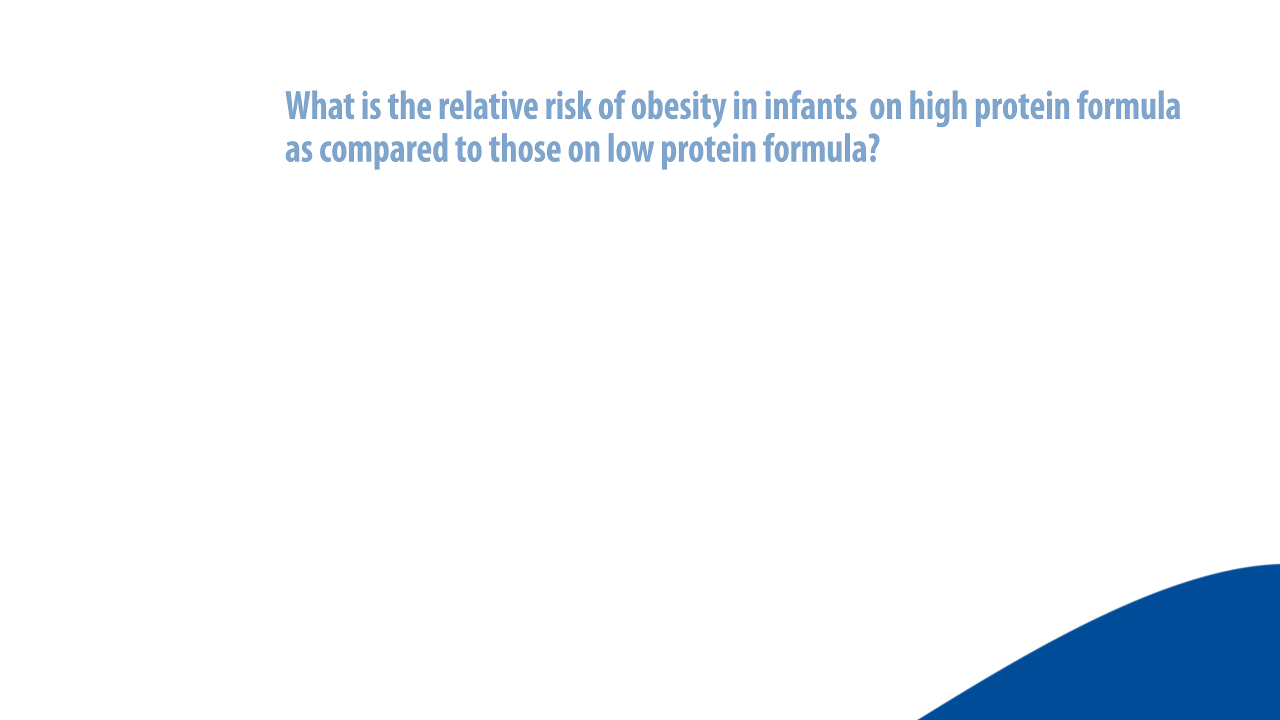 What is the relative risk of obesity in infants  on high protein formula
as compared to those on low protein formula?